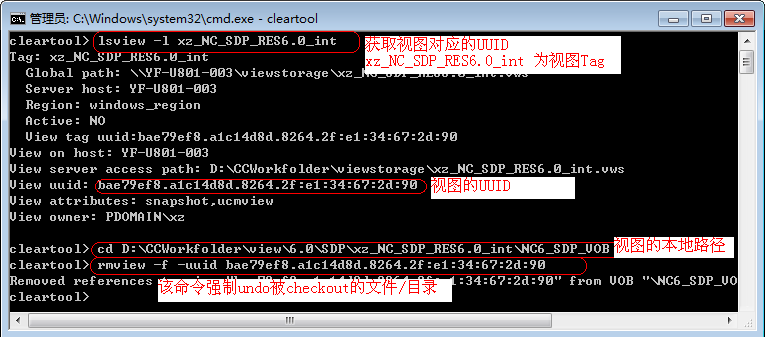 管理员: C:\Windows\system32\cmd.exe - cleartool
cleartool> lsview -l xz_NC_SDP_RES6.0_int
获取视图对应的UUID
Tag: xz_NC_SDP_RES6.0_int
xz_NC_SDP_RES6.0_int 为视图Tag
Global path: \\YF-U801-003\viewstorage\xz_NC_SDP_RES6.0_int.vws
Server host: YF-U801-003
Region: windows_region
Active: NO
View tag uuid:bae79ef8.a1c14d8d.8264.2f:e1:34:67:2d:90
View on host: YF-U801-003
View server access path: D:\CCWorkfolder\viewstorage\xz_NC_SDP_RES6.0_int.vws
View uuid: bae79ef8.a1c14d8d.8264.2f:e1:34:67:2d:90
视图的UUID
View attributes: snapshot,ucmview
View owner: PDOMAIN\xz
cleartool> cd D:\CCWorkfolder\view\6.0\SDP\xz_NC_SDP_RES6.0_int\NC6_SDP_VOB
视图的本地路径
cleartool> rmview -f -uuid bae79ef8.a1c14d8d.8264.2f:e1:34:67:2d:90
Removed references 2d:90" from VOB "\NC6_SDP_VO
cleartool>
该命令强制undo被checkout的文件/目录